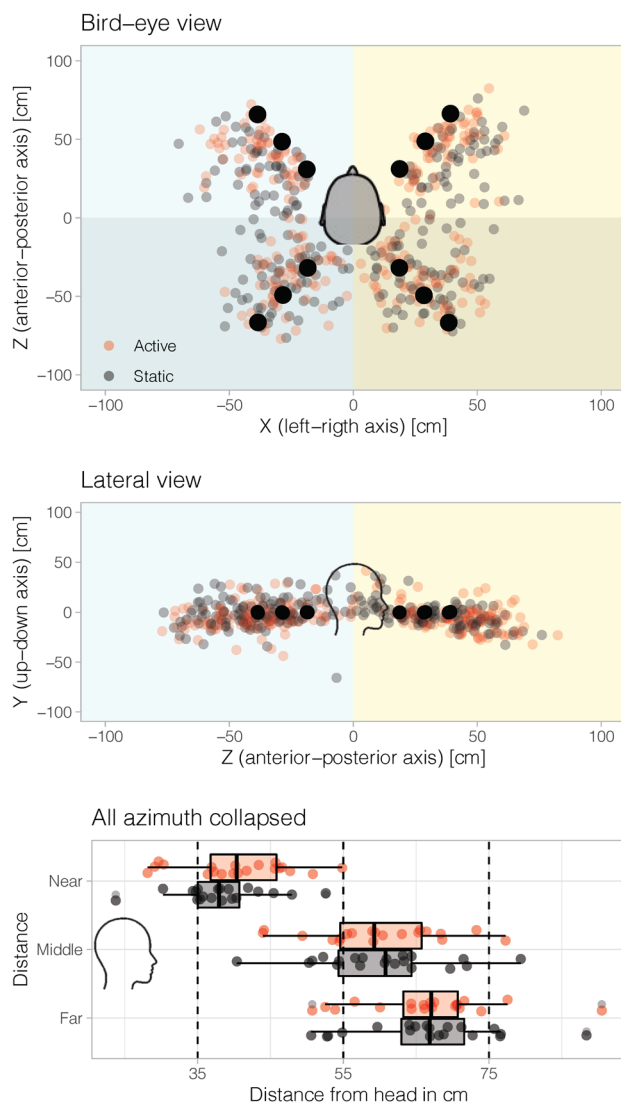 Bird–eye view
100
50
0
−50
−100
Z (anterior–posterior axis) [cm]
Active
Static
−100 −50 0 50 100
X (left–rigth axis) [cm]
Lateral view
100
50
0
−50
−100
Y (up–down axis) [cm]
−100 −50 0 50 100
Z (anterior–posterior axis) [cm]
All azimuth collapsed
Near
Middle
Far
Distance
35 55 75
Distance from head in cm